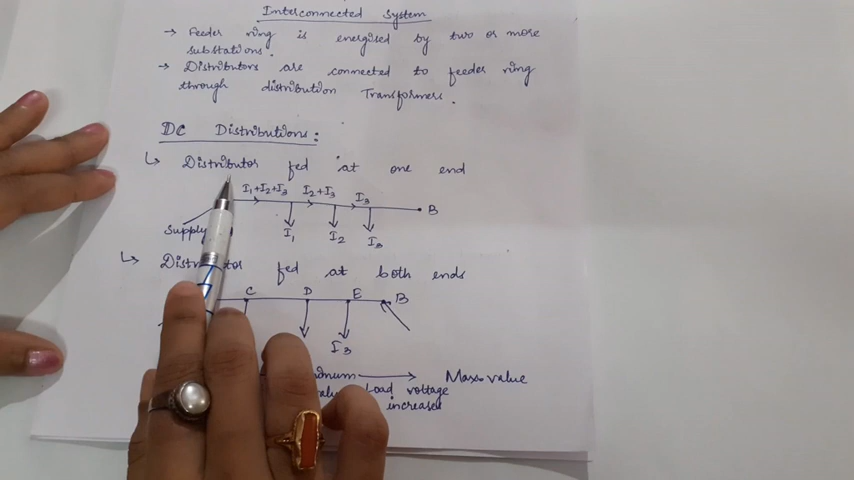 Interconnected System
→ Feeder ring is energised by two or more
substations.
→ Distributors are connected to feeder ring
through distribution Transformers.
DC Distributions:
Distributor fed at one end
I₁+I₂+I₃ I₂+I₃ I₃
B
Supply
I₁ I₂ I₃
fed at both ends
C D E B
I₃
→ Max value
Load voltage
increased